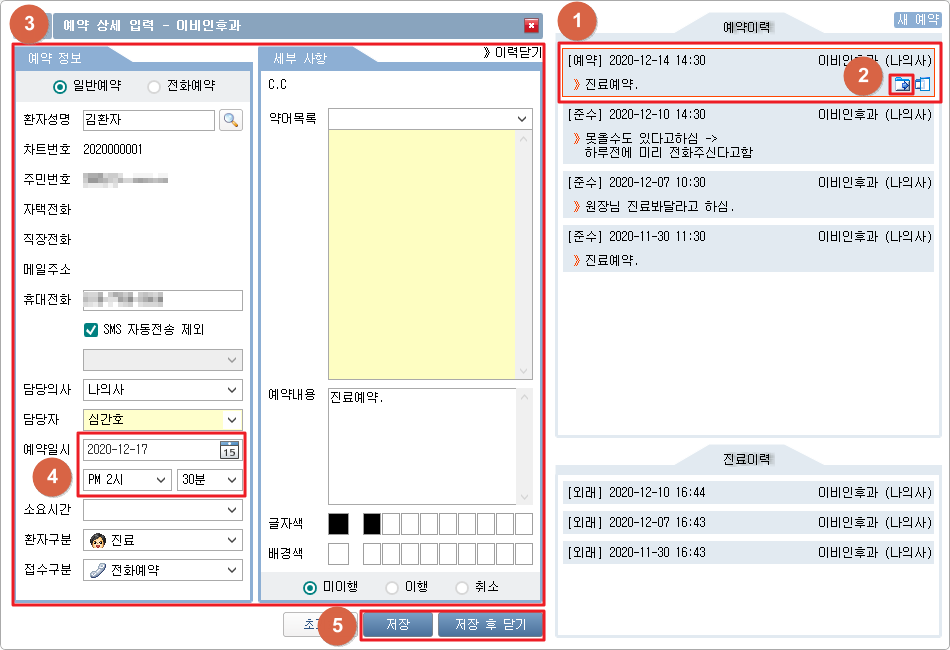 3
예약 상세 입력 - 이비인후과
예약 정보
일반예약
전화예약
환자성명
김환자
차트번호
2020000001
주민번호
자택전화
직장전화
메일주소
휴대전화
SMS 자동전송 제외
담당의사
나의사
담당자
심간호
예약일시
2020-12-17
15
4
PM 2시
30분
소요시간
환자구분
진료
접수구분
전화예약
세부 사항
》이력닫기
C.C
약어목록
예약내용
진료예약.
글자색
배경색
미이행
이행
취소
5
저장
저장 후 닫기
1
예약이력
새 예약
[예약] 2020-12-14 14:30
이비인후과 (나의사)
》진료예약.
2
[준수] 2020-12-10 14:30
이비인후과 (나의사)
》못올수도 있다고하심 ->
하루전에 미리 전화주신다고함
[준수] 2020-12-07 10:30
이비인후과 (나의사)
》원장님 진료봐달라고 하심.
[준수] 2020-11-30 11:30
이비인후과 (나의사)
》진료예약.
진료이력
[외래] 2020-12-10 16:44
이비인후과 (나의사)
[외래] 2020-12-07 16:43
이비인후과 (나의사)
[외래] 2020-11-30 16:43
이비인후과 (나의사)